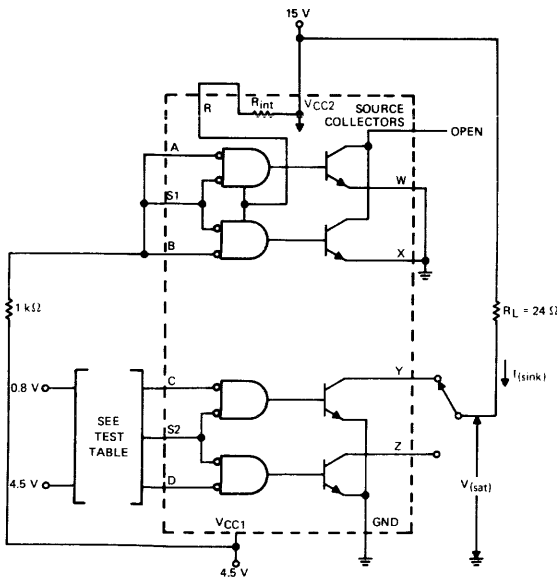 15 V
R
Rint
VCC2
SOURCE
COLLECTORS
OPEN
A
W
S1
B
X
1 kΩ
RL = 24 Ω
I(sink)
0.8 V
C
Y
SEE
TEST
TABLE
S2
4.5 V
D
Z
V(sat)
VCC1
GND
4.5 V